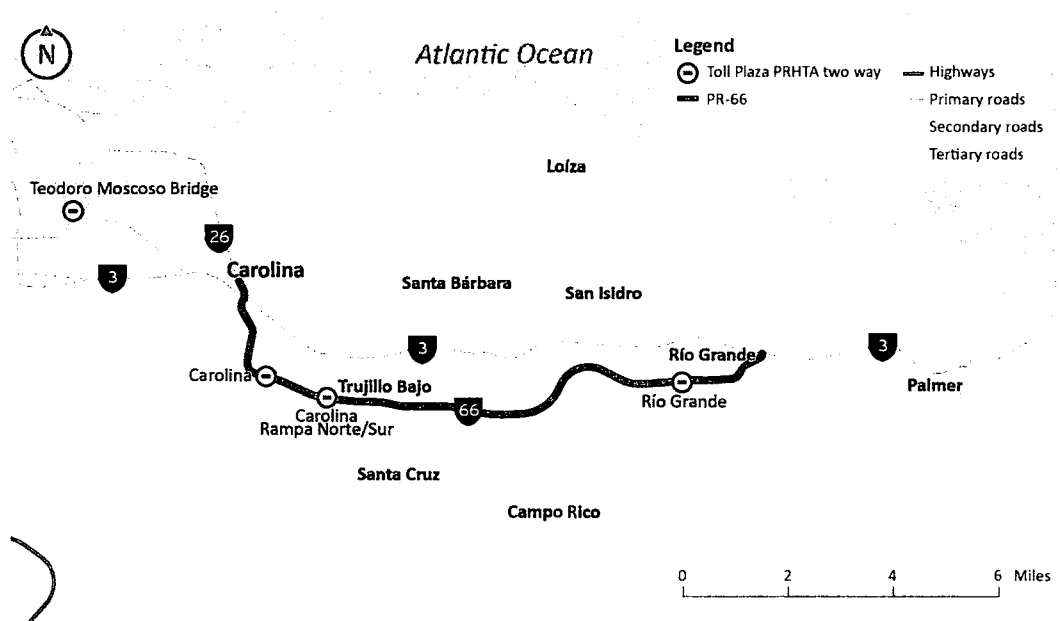 N
Atlantic Ocean
Legend
Toll Plaza PRHTA two way
PR-66
Highways
Primary roads
Secondary roads
Tertiary roads
Loíza
Teodoro Moscoso Bridge
26
Carolina
3
Santa Bárbara
San Isidro
3
Río Grande
3
Palmer
Carolina
Trujillo Bajo
Carolina
Rampa Norte/Sur
66
Río Grande
Santa Cruz
Campo Rico
0 2 4 6 Miles